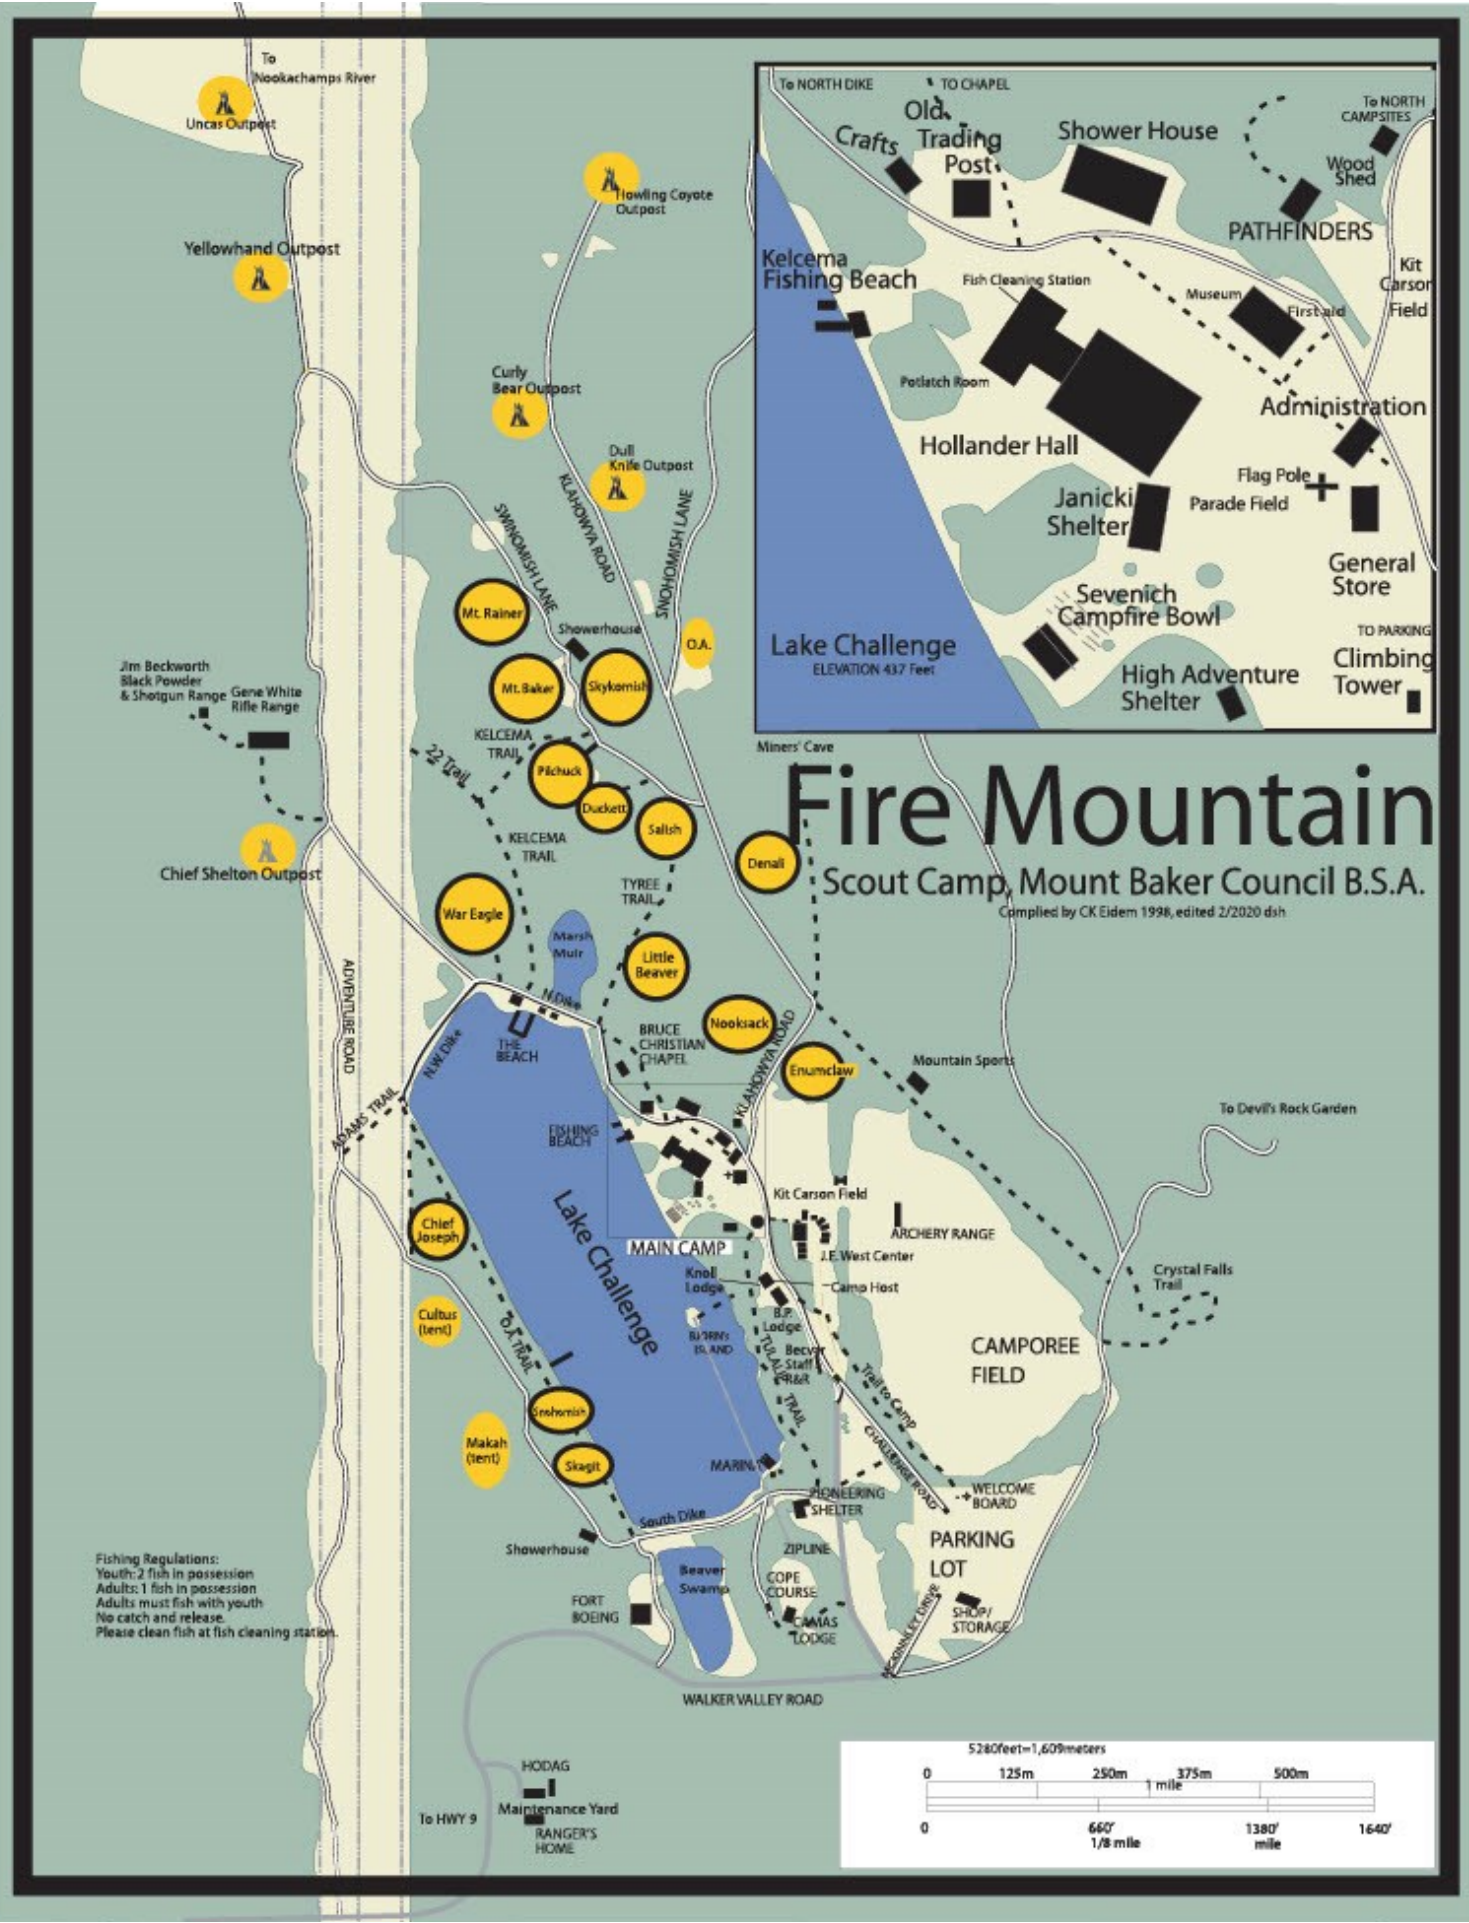 To
Nookachamps River
Uncas Outpost
Howling Coyote
Outpost
Yellowhand Outpost
Curly
Bear Outpost
Dull
Knife Outpost
SWINOMISH LANE
KLAHOWYA ROAD
SNOHOMISH LANE
Mt. Rainer
Showerhouse
O.A.
Mt. Baker
Skykomish
Jim Beckworth
Black Powder
& Shotgun Range
Gene White
Rifle Range
KELCEMA
TRAIL
22 Trail
Pilchuck
Duckett
Salish
KELCEMA
TRAIL
Chief Shelton Outpost
TYREE
TRAIL
Denali
War Eagle
Marsh
Muir
Little
Beaver
N.Dike
Nooksack
ADVENTURE ROAD
N.W. Dike
THE
BEACH
BRUCE
CHRISTIAN
CHAPEL
KLAHOWYA ROAD
Enumclaw
ADAMS TRAIL
FISHING
BEACH
To NORTH DIKE
TO CHAPEL
To NORTH
CAMPSITES
Old
Trading
Post
Crafts
Shower House
Wood
Shed
PATHFINDERS
Kelcema
Fishing Beach
Fish Cleaning Station
Museum
First aid
Kit
Carson
Field
Potlatch Room
Administration
Hollander Hall
Flag Pole
Parade Field
Janicki
Shelter
General
Store
Sevenich
Campfire Bowl
TO PARKING
Lake Challenge
ELEVATION 437 Feet
High Adventure
Shelter
Climbing
Tower
Miners' Cave
Fire Mountain
Scout Camp, Mount Baker Council B.S.A.
Complied by CK Eidem 1998, edited 2/2020 dsh
Mountain Sports
To Devil's Rock Garden
Kit Carson Field
ARCHERY RANGE
Chief
Joseph
Lake Challenge
MAIN CAMP
J.E. West Center
Knoll
Lodge
Camp Host
Crystal Falls
Trail
Cultus
(tent)
O.A. TRAIL
B.P.
Lodge
BJORN's
ISLAND
TULALIP TRAIL
Becvar
Staff
R&R
CAMPOREE
FIELD
Trail to Camp
Snohomish
Makah
(tent)
Skagit
MARINA
CHALLENGE ROAD
PIONEERING
SHELTER
WELCOME
BOARD
South Dike
Showerhouse
ZIPLINE
PARKING
LOT
Beaver
Swamp
COPE
COURSE
FORT
BOEING
CAMAS
LODGE
MCKINNLEY DRIVE
SHOP/
STORAGE
Fishing Regulations:
Youth: 2 fish in possession
Adults: 1 fish in possession
Adults must fish with youth
No catch and release.
Please clean fish at fish cleaning station.
WALKER VALLEY ROAD
HODAG
Maintenance Yard
To HWY 9
RANGER'S
HOME
5280feet=1,609meters
0 125m 250m 375m 500m
1 mile
0 660' 1380' 1640'
1/8 mile mile